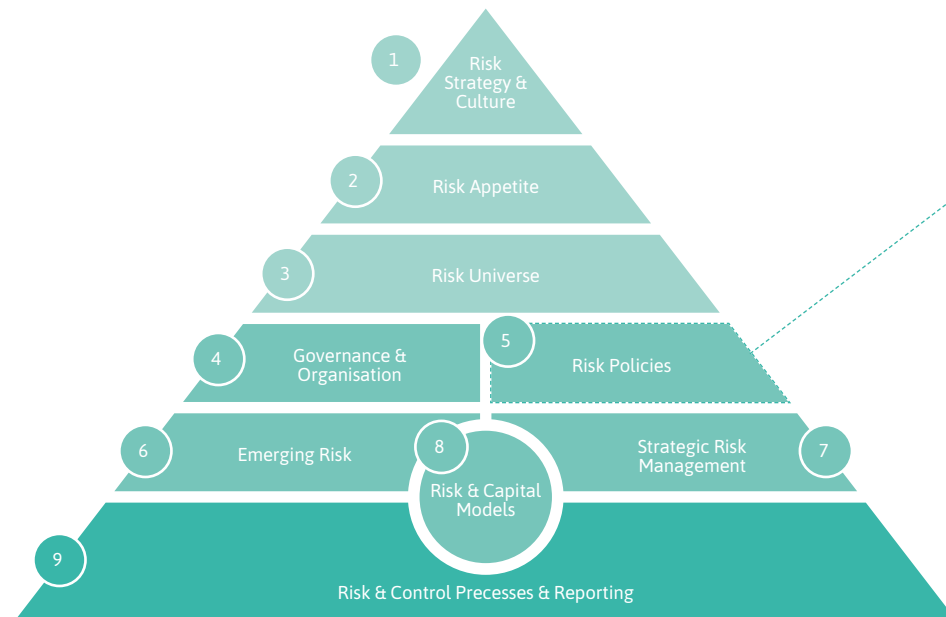 1
Risk
Strategy &
Culture
2
Risk Appetite
3
Risk Universe
4
Governance &
Organisation
5
Risk Policies
6
Emerging Risk
8
Risk & Capital
Models
Strategic Risk
Management
7
9
Risk & Control Precesses & Reporting